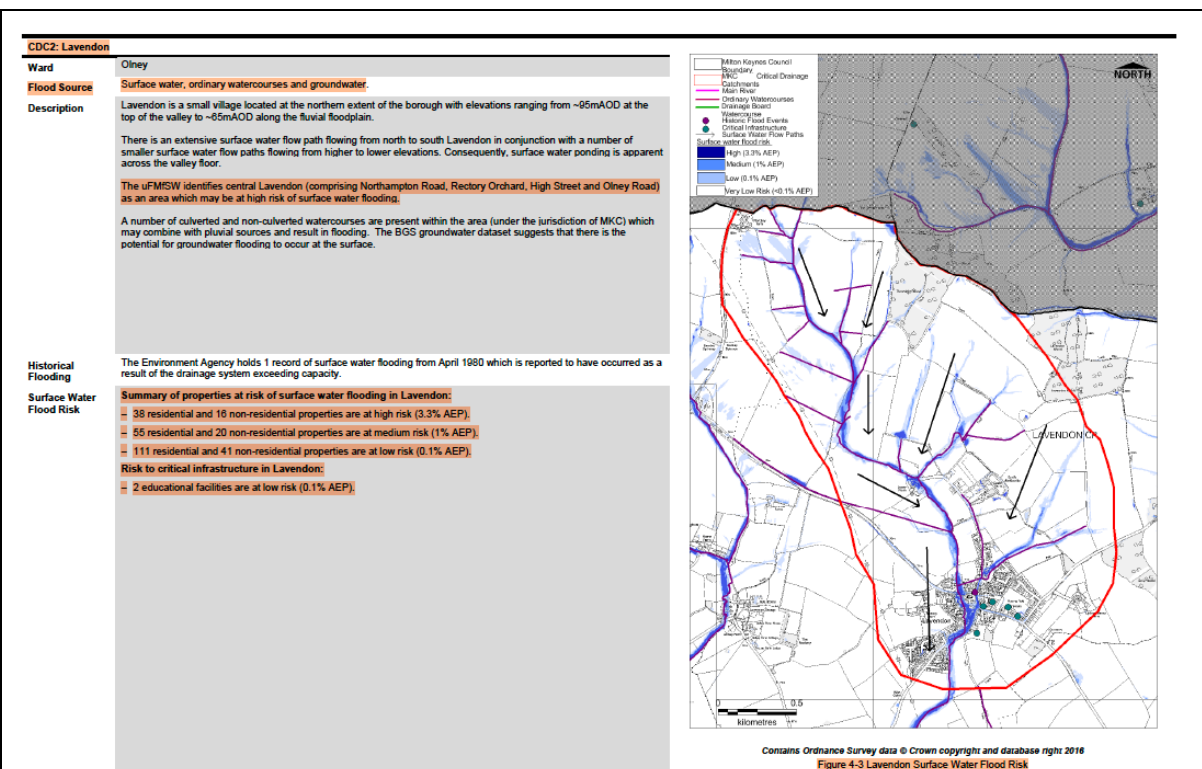 CDC2: Lavendon
Ward
Olney
Flood Source
Surface water, ordinary watercourses and groundwater.
Description
Lavendon is a small village located at the northern extent of the borough with elevations ranging from ~95mAOD at the
top of the valley to ~65mAOD along the fluvial floodplain.
There is an extensive surface water flow path flowing from north to south Lavendon in conjunction with a number of
smaller surface water flow paths flowing from higher to lower elevations. Consequently, surface water ponding is apparent
across the valley floor.
The uFMfSW identifies central Lavendon (comprising Northampton Road, Rectory Orchard, High Street and Olney Road)
as an area which may be at high risk of surface water flooding.
A number of culverted and non-culverted watercourses are present within the area (under the jurisdiction of MKC) which
may combine with pluvial sources and result in flooding. The BGS groundwater dataset suggests that there is the
potential for groundwater flooding to occur at the surface.
Historical
Flooding
The Environment Agency holds 1 record of surface water flooding from April 1980 which is reported to have occurred as a
result of the drainage system exceeding capacity.
Surface Water
Flood Risk
Summary of properties at risk of surface water flooding in Lavendon:
– 38 residential and 16 non-residential properties are at high risk (3.3% AEP).
– 55 residential and 20 non-residential properties are at medium risk (1% AEP).
– 111 residential and 41 non-residential properties are at low risk (0.1% AEP).
Risk to critical infrastructure in Lavendon:
– 2 educational facilities are at low risk (0.1% AEP).
Milton Keynes Council
Boundary
MKC Critical Drainage
Catchments
Main River
Ordinary Watercourses
Drainage Board
Watercourse
Historic Flood Events
Critical Infrastructure
Surface Water Flow Paths
Surface water flood risk
High (3.3% AEP)
Medium (1% AEP)
Low (0.1% AEP)
Very Low Risk (<0.1% AEP)
NORTH
LAVENDON CP
Lavendon
0 0.5
kilometres
Contains Ordnance Survey data © Crown copyright and database right 2016
Figure 4-3 Lavendon Surface Water Flood Risk